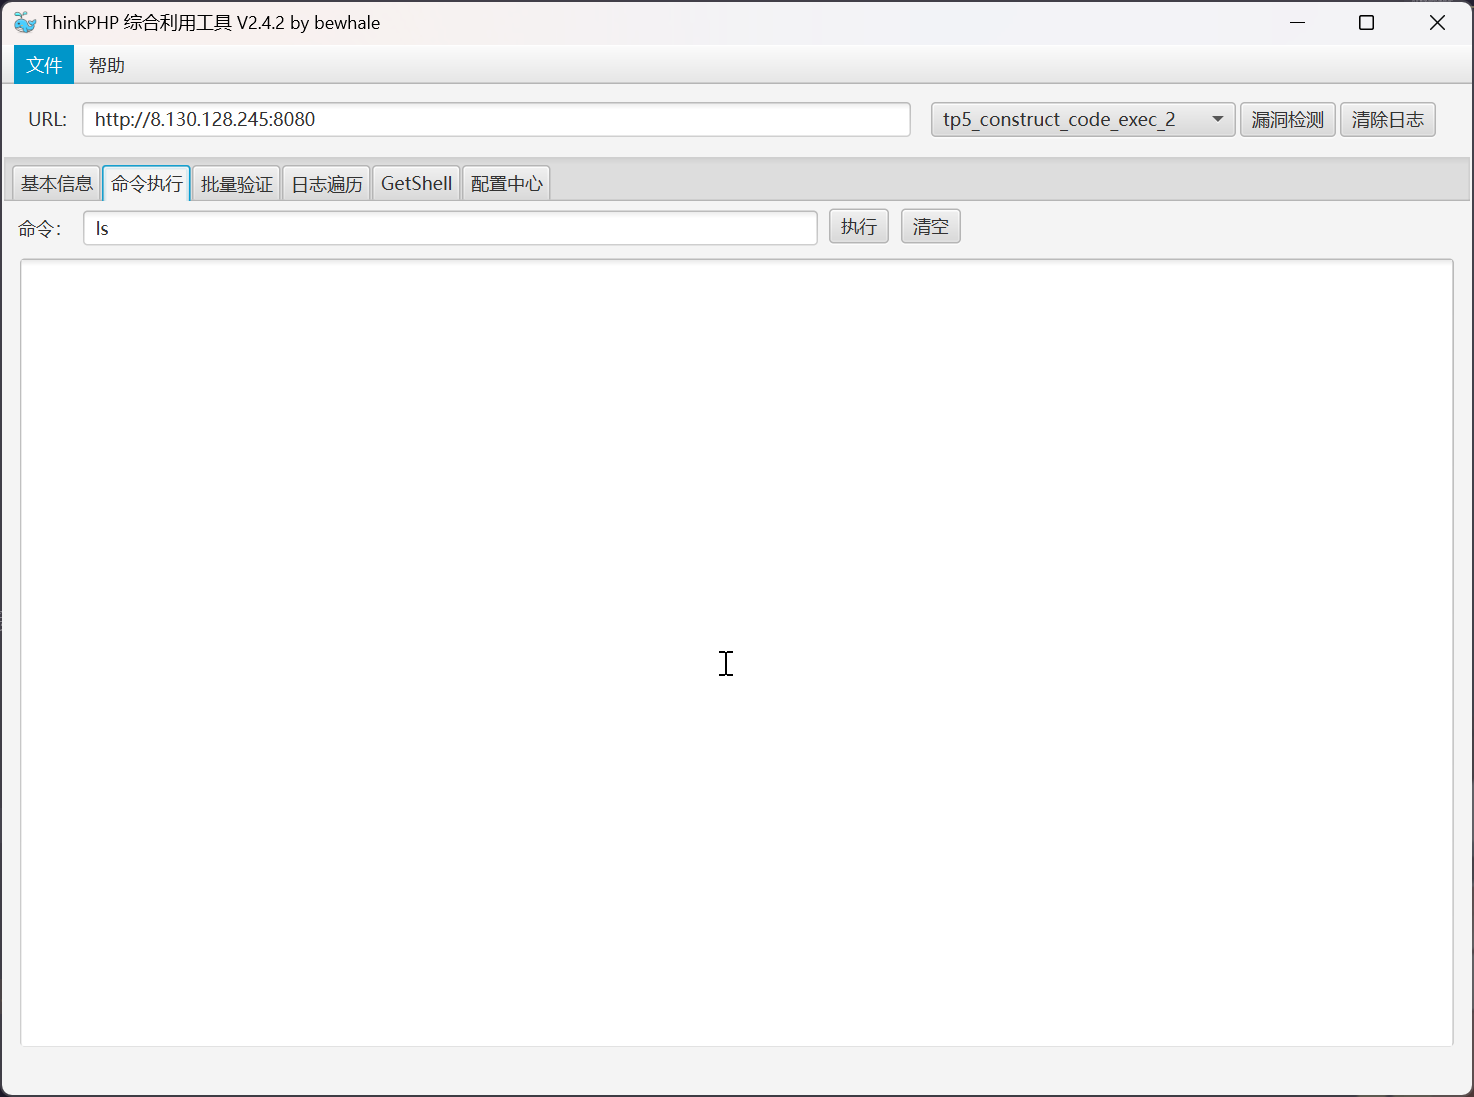 ThinkPHP 综合利用工具 V2.4.2 by bewhale
文件 帮助
URL: http://8.130.128.245:8080 tp5_construct_code_exec_2 漏洞检测 清除日志
基本信息 命令执行 批量验证 日志遍历 GetShell 配置中心
命令: ls 执行 清空